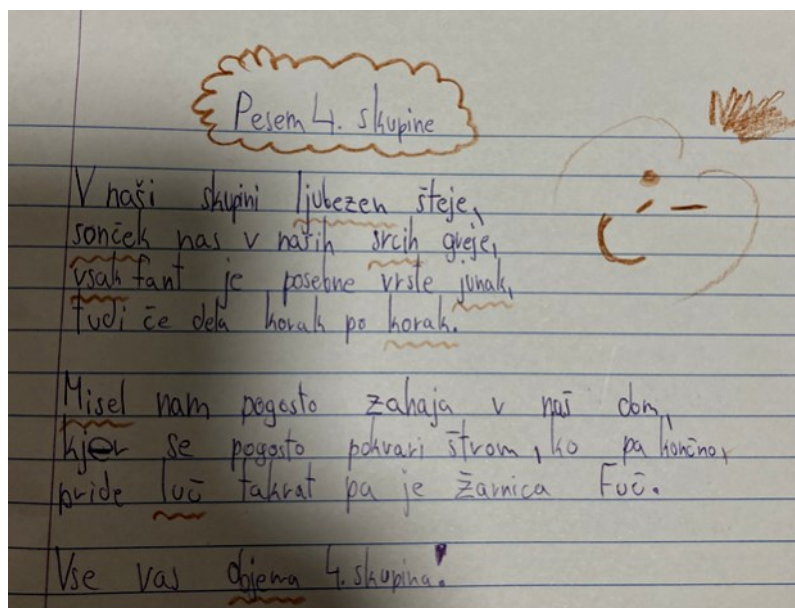 Pesem 4. skupine
V naši skupini ljubezen šteje,
sonček nas v naših srcih greje,
vsak fant je posebne vrste junak,
tudi če dela korak po korak.
Misel nam pogosto zahaja v naš dom,
kjer se pogosto pokvari štrom, ko pa končno,
pride luč takrat pa je žarnica Fuč.
Vse vas objema 4. skupina!